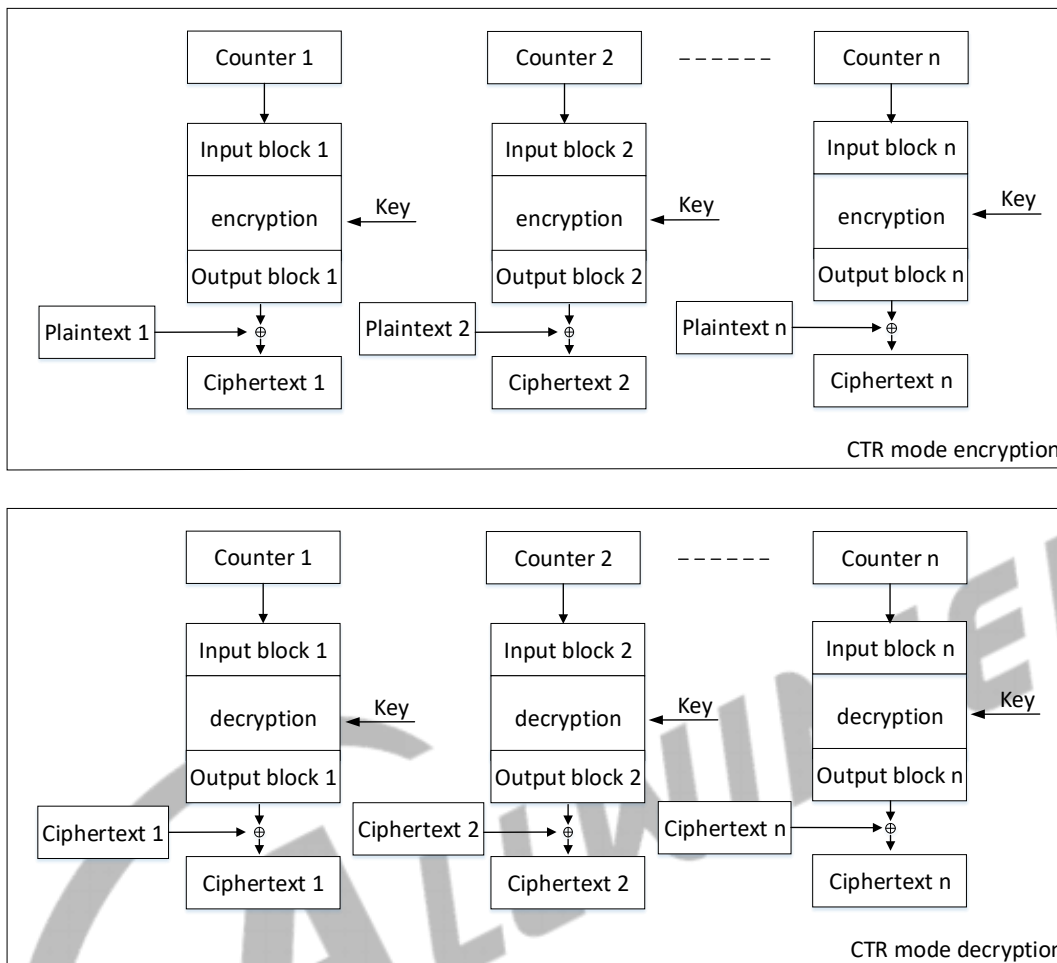 Counter 1
Counter 2
Counter n
Input block 1
Input block 2
Input block n
encryption
Key
encryption
Key
encryption
Key
Output block 1
Output block 2
Output block n
Plaintext 1
⊕
Plaintext 2
⊕
Plaintext n
⊕
Ciphertext 1
Ciphertext 2
Ciphertext n
CTR mode encryption
Counter 1
Counter 2
Counter n
Input block 1
Input block 2
Input block n
decryption
Key
decryption
Key
decryption
Key
Output block 1
Output block 2
Output block n
Ciphertext 1
⊕
Ciphertext 2
⊕
Ciphertext n
⊕
Ciphertext 1
Ciphertext 2
Ciphertext n
CTR mode decryption